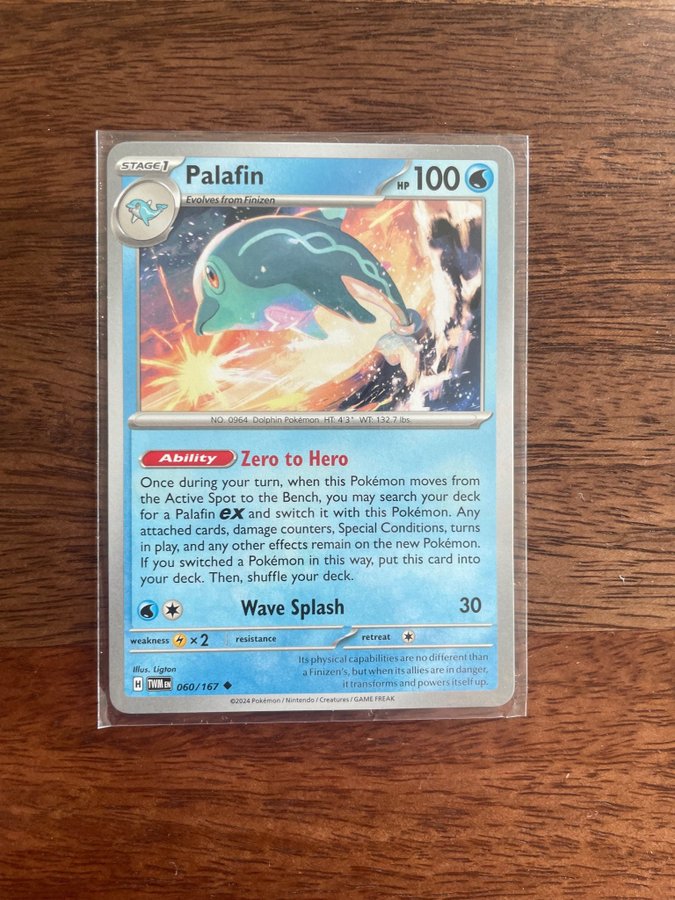 STAGE 1
Palafin
HP 100
Evolves from Finizen
NO. 0964 Dolphin Pokémon HT: 4'3" WT: 132.7 lbs.
Ability Zero to Hero
Once during your turn, when this Pokémon moves from
the Active Spot to the Bench, you may search your deck
for a Palafin ex and switch it with this Pokémon. Any
attached cards, damage counters, Special Conditions, turns
in play, and any other effects remain on the new Pokémon.
If you switched a Pokémon in this way, put this card into
your deck. Then, shuffle your deck.
Wave Splash 30
weakness ×2 resistance retreat
Its physical capabilities are no different than
a Finizen's, but when its allies are in danger,
it transforms and powers itself up.
Illus. Ligton
H TWM EN 060/167
©2024 Pokémon / Nintendo / Creatures / GAME FREAK